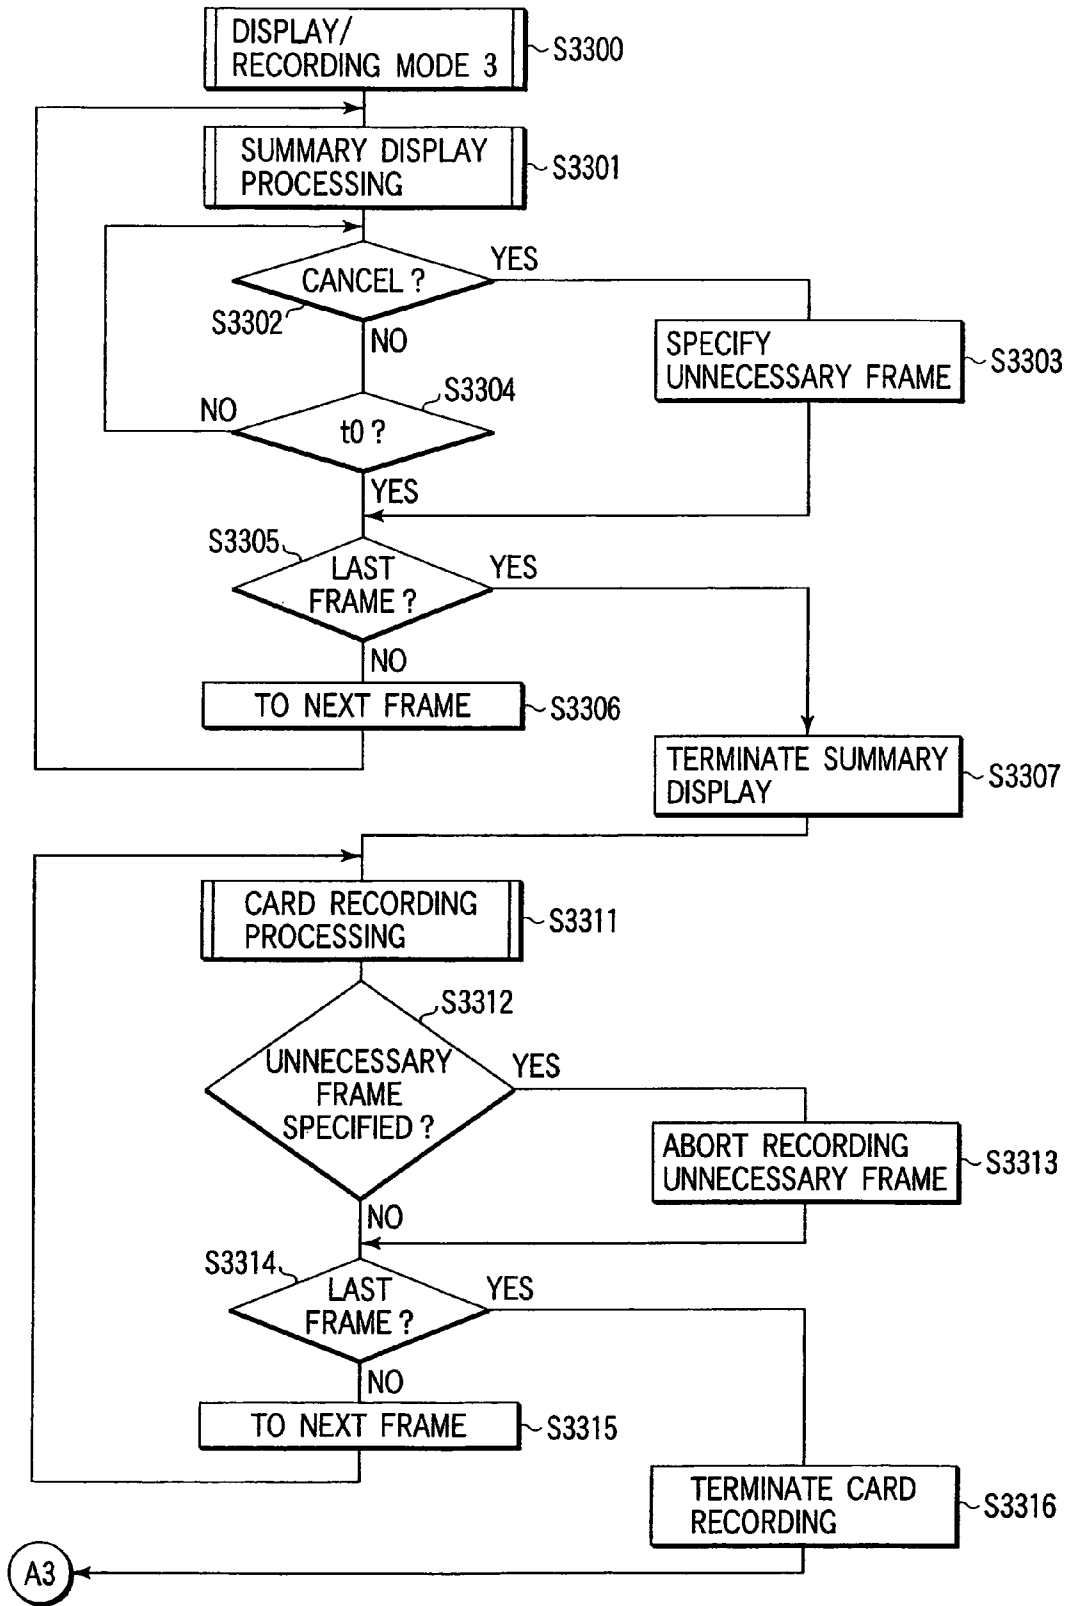 DISPLAY/
RECORDING MODE 3
S3300
SUMMARY DISPLAY
PROCESSING
S3301
CANCEL ?
YES
S3302
NO
SPECIFY
UNNECESSARY FRAME
S3303
S3304
NO
t0 ?
YES
S3305
LAST
FRAME ?
YES
NO
TO NEXT FRAME
S3306
TERMINATE SUMMARY
DISPLAY
S3307
CARD RECORDING
PROCESSING
S3311
S3312
UNNECESSARY
FRAME
SPECIFIED ?
YES
NO
ABORT RECORDING
UNNECESSARY FRAME
S3313
S3314
LAST
FRAME ?
YES
NO
TO NEXT FRAME
S3315
TERMINATE CARD
RECORDING
S3316
A3